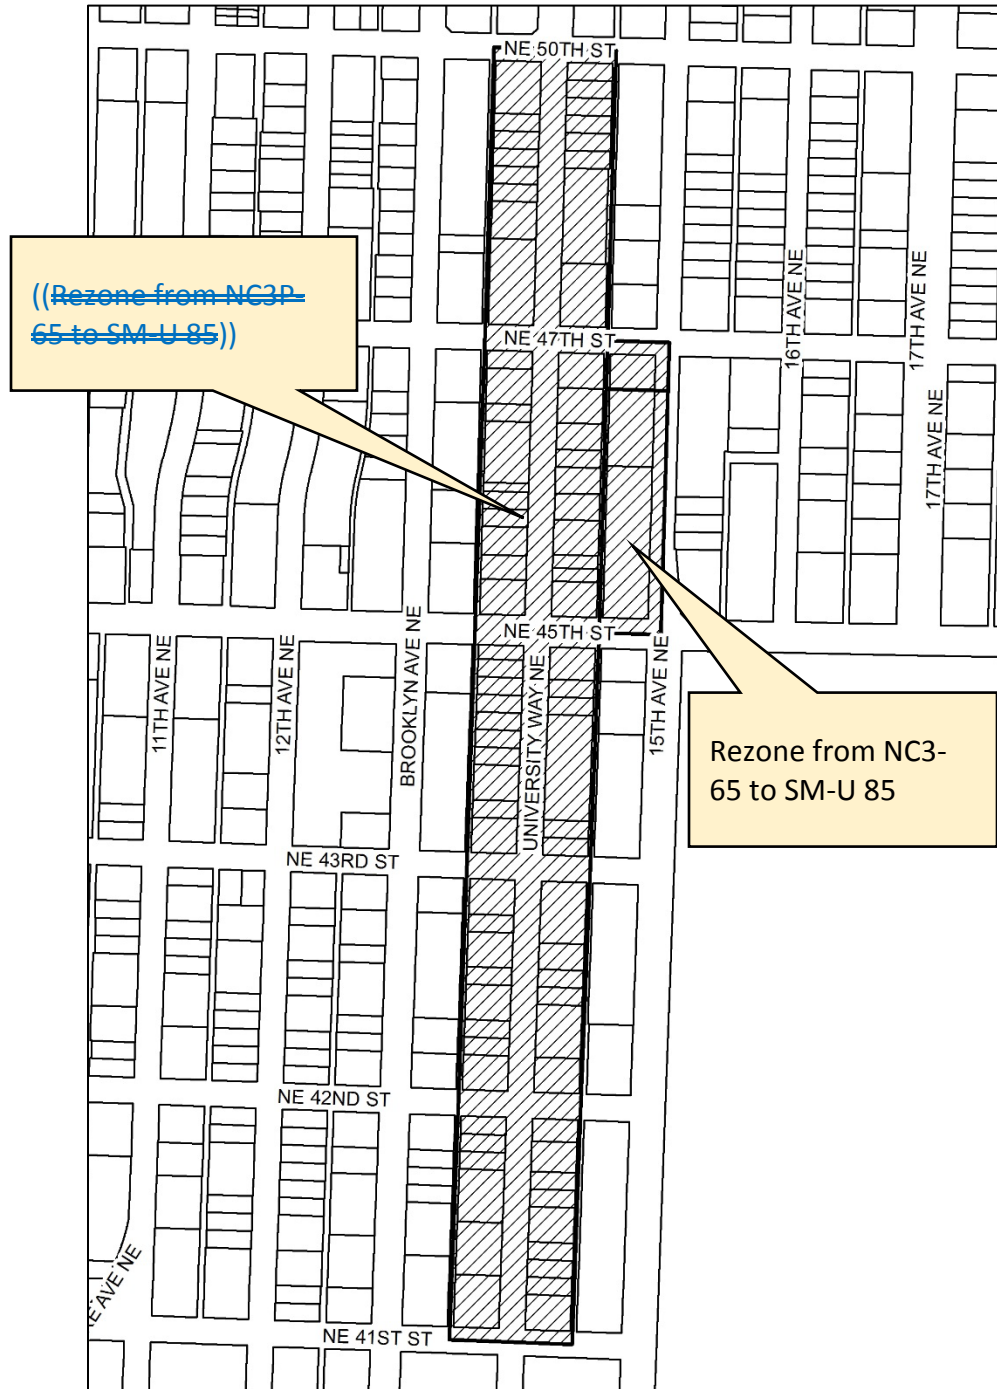 NE 50TH ST
((Rezone from NC3P-
65 to SM-U 85))
NE 47TH ST
16TH AVE NE
17TH AVE NE
17TH AVE NE
NE 45TH ST
11TH AVE NE
12TH AVE NE
BROOKLYN AVE NE
UNIVERSITY WAY NE
15TH AVE NE
Rezone from NC3-
65 to SM-U 85
NE 43RD ST
NE 42ND ST
E AVE NE
NE 41ST ST